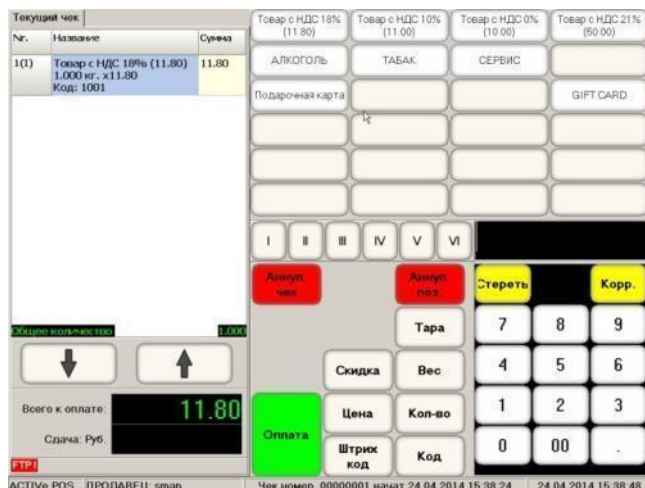 Текущий чек
Nr. Название Сумма
1(1) Товар с НДС 18% (11.80) 11.80
1.000 кг. x11.80
Код: 1001
Общее количество 1.000
Всего к оплате: 11.80
Сдача: Руб.
FTP!
Товар с НДС 18% (11.80)
Товар с НДС 10% (11.00)
Товар с НДС 0% (10.00)
Товар с НДС 21% (50.00)
АЛКОГОЛЬ ТАБАК СЕРВИС
Подарочная карта GIFT CARD
I II III IV V VI
Аннул. чек
Аннул. поз.
Стереть Корр.
Тара 7 8 9
Скидка Вес 4 5 6
Оплата Цена Кол-во 1 2 3
Штрих код Код 0 00 .
ACTIVe POS ПРОДАВЕЦ: sman Чек номер 00000001 начат 24.04.2014 15:38:24 24.04.2014 15:38:48